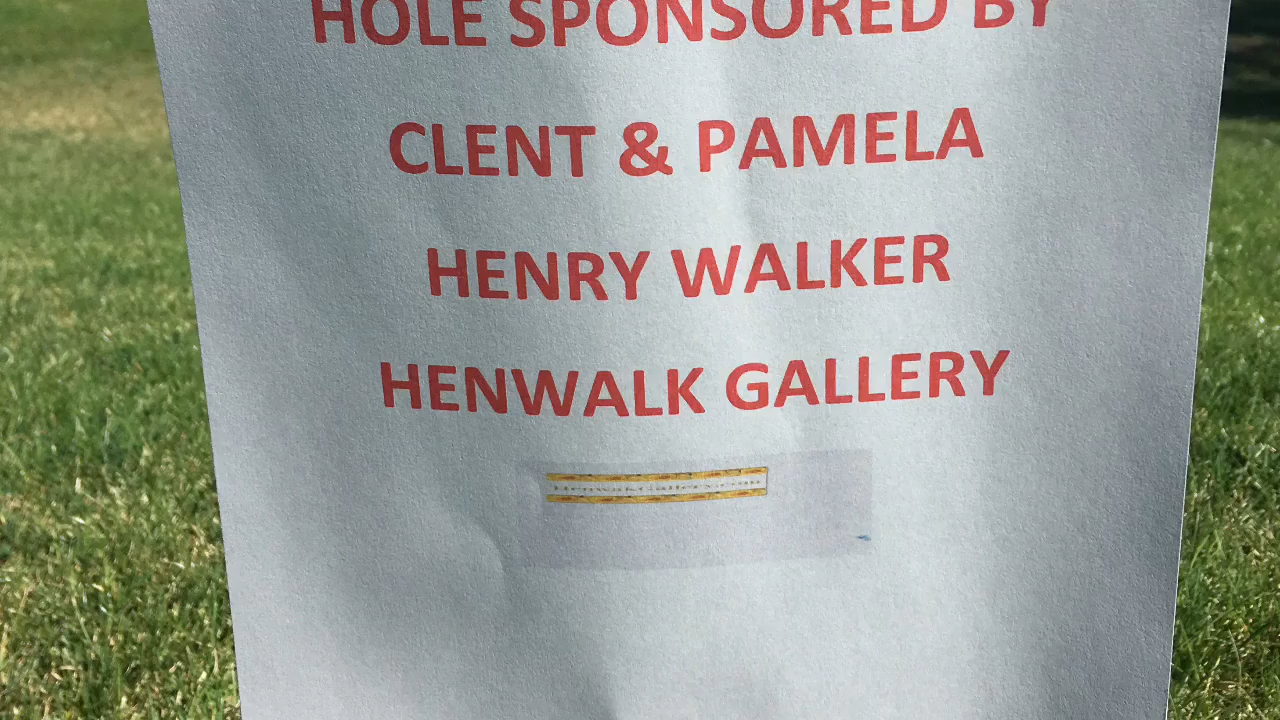 HOLE SPONSORED BY
CLENT & PAMELA
HENRY WALKER
HENWALK GALLERY